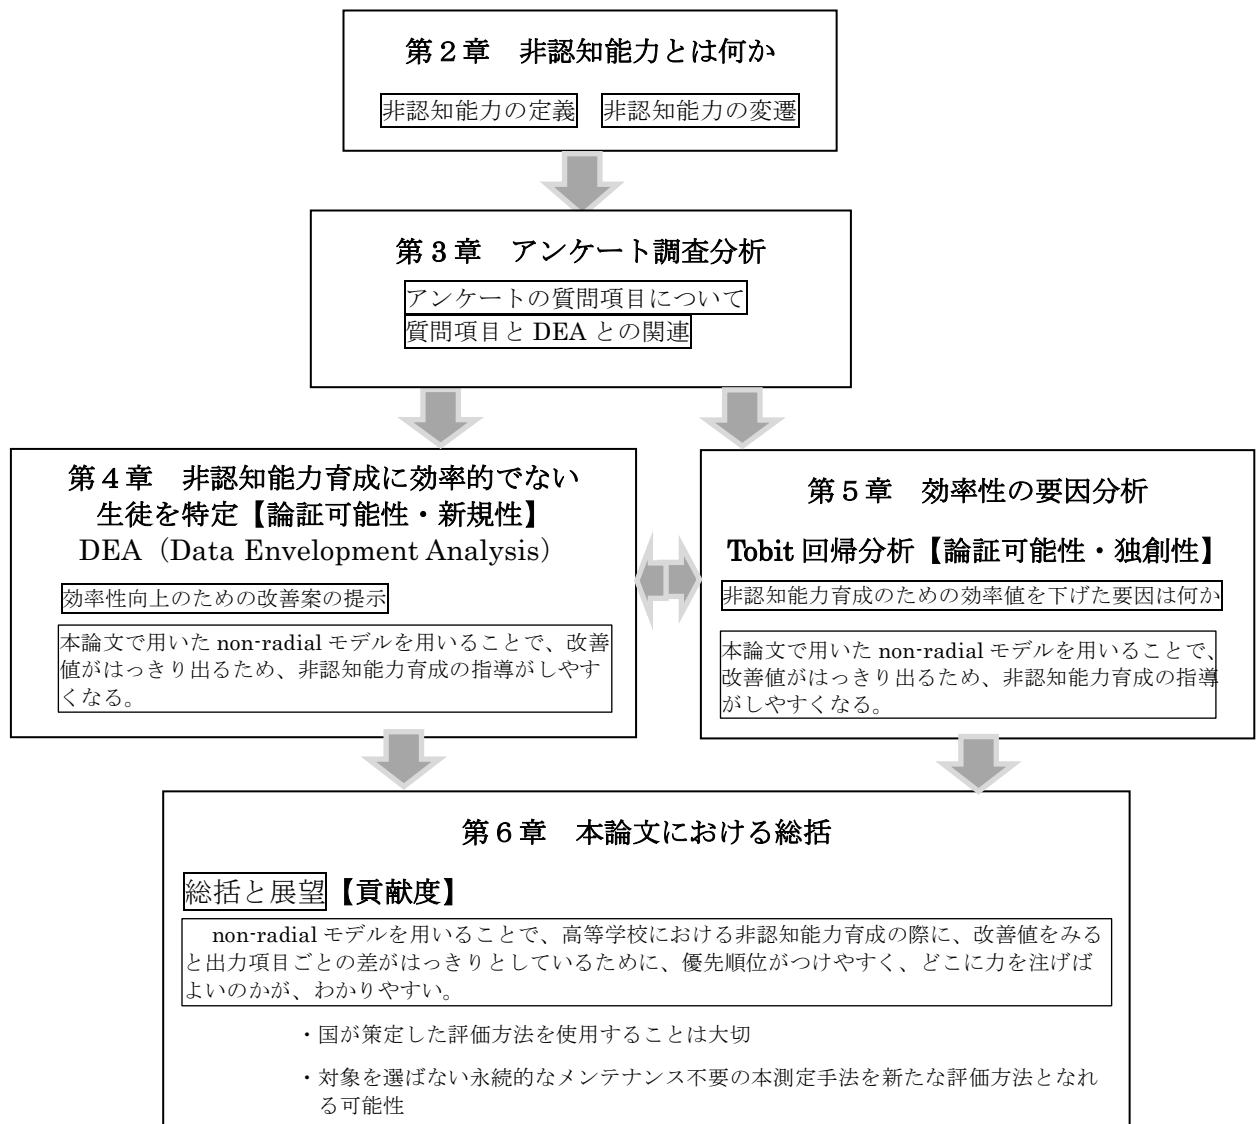 第２章　非認知能力とは何か
非認知能力の定義　非認知能力の変遷
第３章　アンケート調査分析
アンケートの質問項目について
質問項目と DEA との関連
第４章　非認知能力育成に効率的でない
生徒を特定【論証可能性・新規性】
DEA（Data Envelopment Analysis）
効率性向上のための改善案の提示
本論文で用いた non-radial モデルを用いることで、改善
値がはっきり出るため、非認知能力育成の指導がしやす
くなる。
第５章　効率性の要因分析
Tobit 回帰分析【論証可能性・独創性】
非認知能力育成のための効率値を下げた要因は何か
本論文で用いた non-radial モデルを用いることで、
改善値がはっきり出るため、非認知能力育成の指導
がしやすくなる。
第６章　本論文における総括
総括と展望【貢献度】
non-radial モデルを用いることで、高等学校における非認知能力育成の際に、改善値をみる
と出力項目ごとの差がはっきりとしているために、優先順位がつけやすく、どこに力を注げば
よいのかが、わかりやすい。
・国が策定した評価方法を使用することは大切
・対象を選ばない永続的なメンテナンス不要の本測定手法を新たな評価方法となれ
る可能性